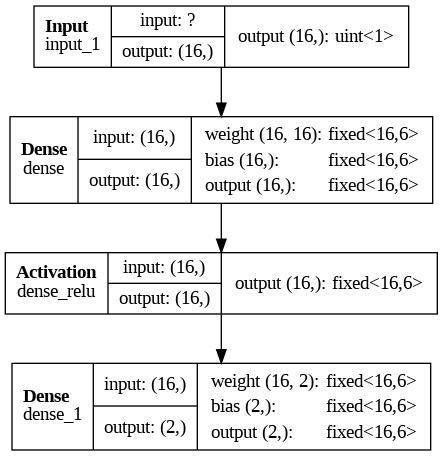 Input
input_1
input: ?
output: (16,)
output (16,): uint<1>
Dense
dense
input: (16,)
output: (16,)
weight (16, 16): fixed<16,6>
bias (16,): fixed<16,6>
output (16,): fixed<16,6>
Activation
dense_relu
input: (16,)
output: (16,)
output (16,): fixed<16,6>
Dense
dense_1
input: (16,)
output: (2,)
weight (16, 2): fixed<16,6>
bias (2,): fixed<16,6>
output (2,): fixed<16,6>